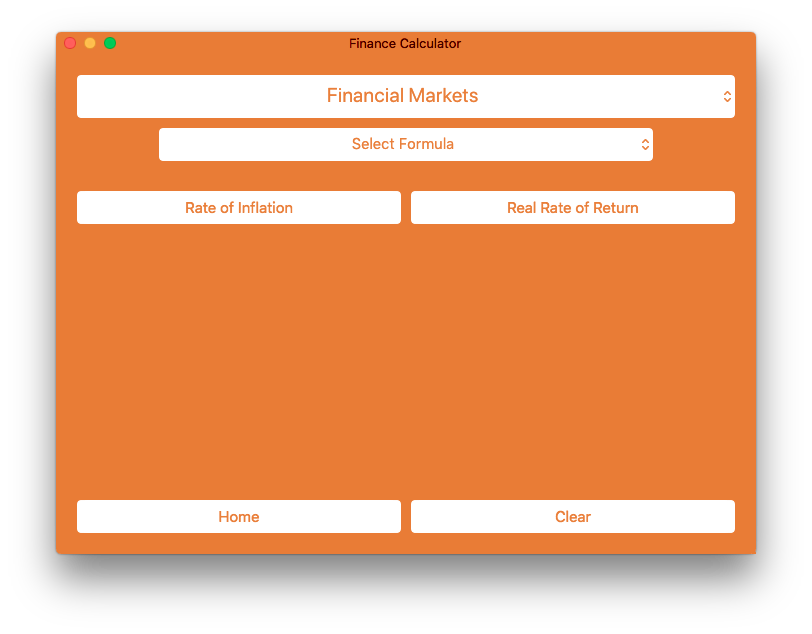 Finance Calculator
Financial Markets
Select Formula
Rate of Inflation
Real Rate of Return
Home
Clear